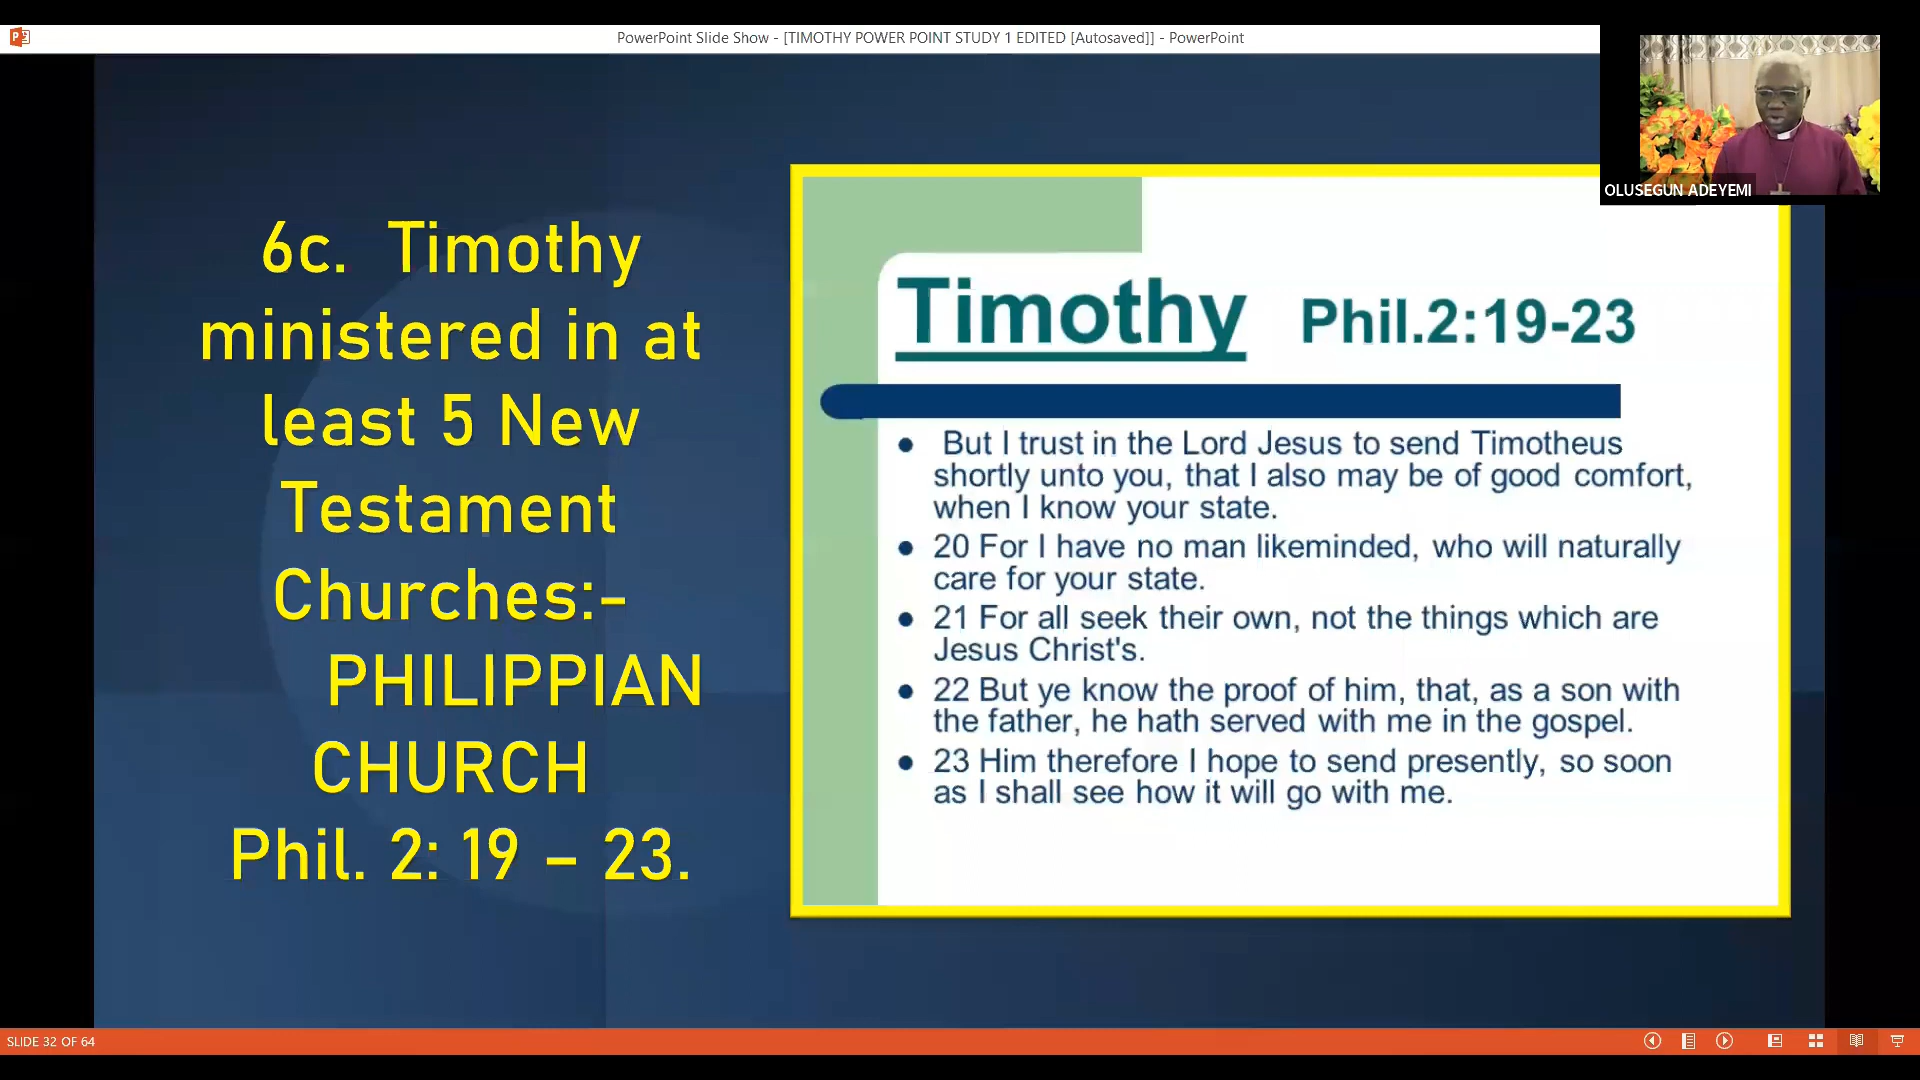 PowerPoint Slide Show - [TIMOTHY POWER POINT STUDY 1 EDITED [Autosaved]] - PowerPoint
OLUSEGUN ADEYEMI
6c. Timothy
ministered in at
least 5 New
Testament
Churches:-
PHILIPPIAN
CHURCH
Phil. 2: 19 – 23.
Timothy Phil.2:19-23
• But I trust in the Lord Jesus to send Timotheus
shortly unto you, that I also may be of good comfort,
when I know your state.
• 20 For I have no man likeminded, who will naturally
care for your state.
• 21 For all seek their own, not the things which are
Jesus Christ's.
• 22 But ye know the proof of him, that, as a son with
the father, he hath served with me in the gospel.
• 23 Him therefore I hope to send presently, so soon
as I shall see how it will go with me.
SLIDE 32 OF 64